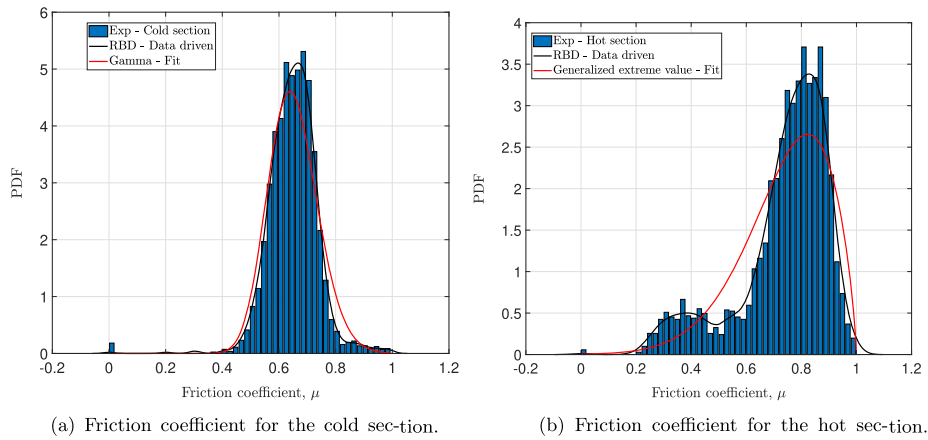 Exp - Cold section
RBD - Data driven
Gamma - Fit
PDF
6
5
4
3
2
1
0
-0.2 0 0.2 0.4 0.6 0.8 1 1.2
Friction coefficient, μ
(a) Friction coefficient for the cold sec-tion.
Exp - Hot section
RBD - Data driven
Generalized extreme value - Fit
PDF
4
3.5
3
2.5
2
1.5
1
0.5
0
-0.2 0 0.2 0.4 0.6 0.8 1 1.2
Friction coefficient, μ
(b) Friction coefficient for the hot sec-tion.